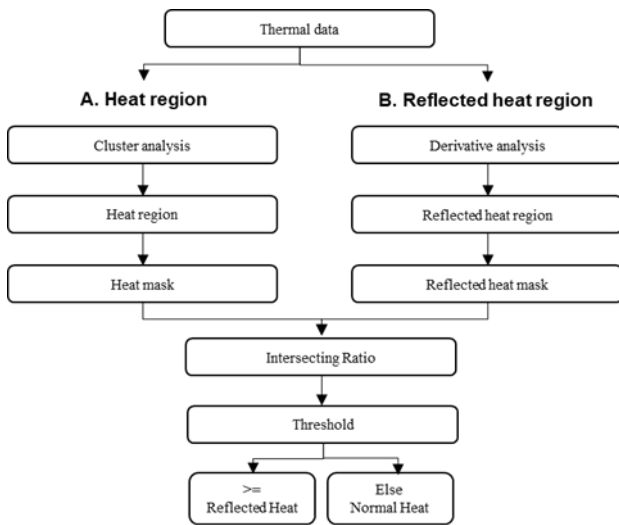 Thermal data
A. Heat region
B. Reflected heat region
Cluster analysis
Derivative analysis
Heat region
Reflected heat region
Heat mask
Reflected heat mask
Intersecting Ratio
Threshold
>=
Reflected Heat
Else
Normal Heat